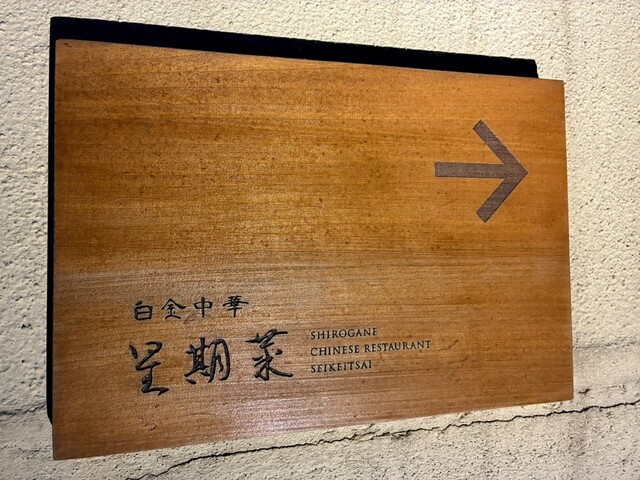 白金中華
星期菜
SHIROGANE
CHINESE RESTAURANT
SEIKEITSAI